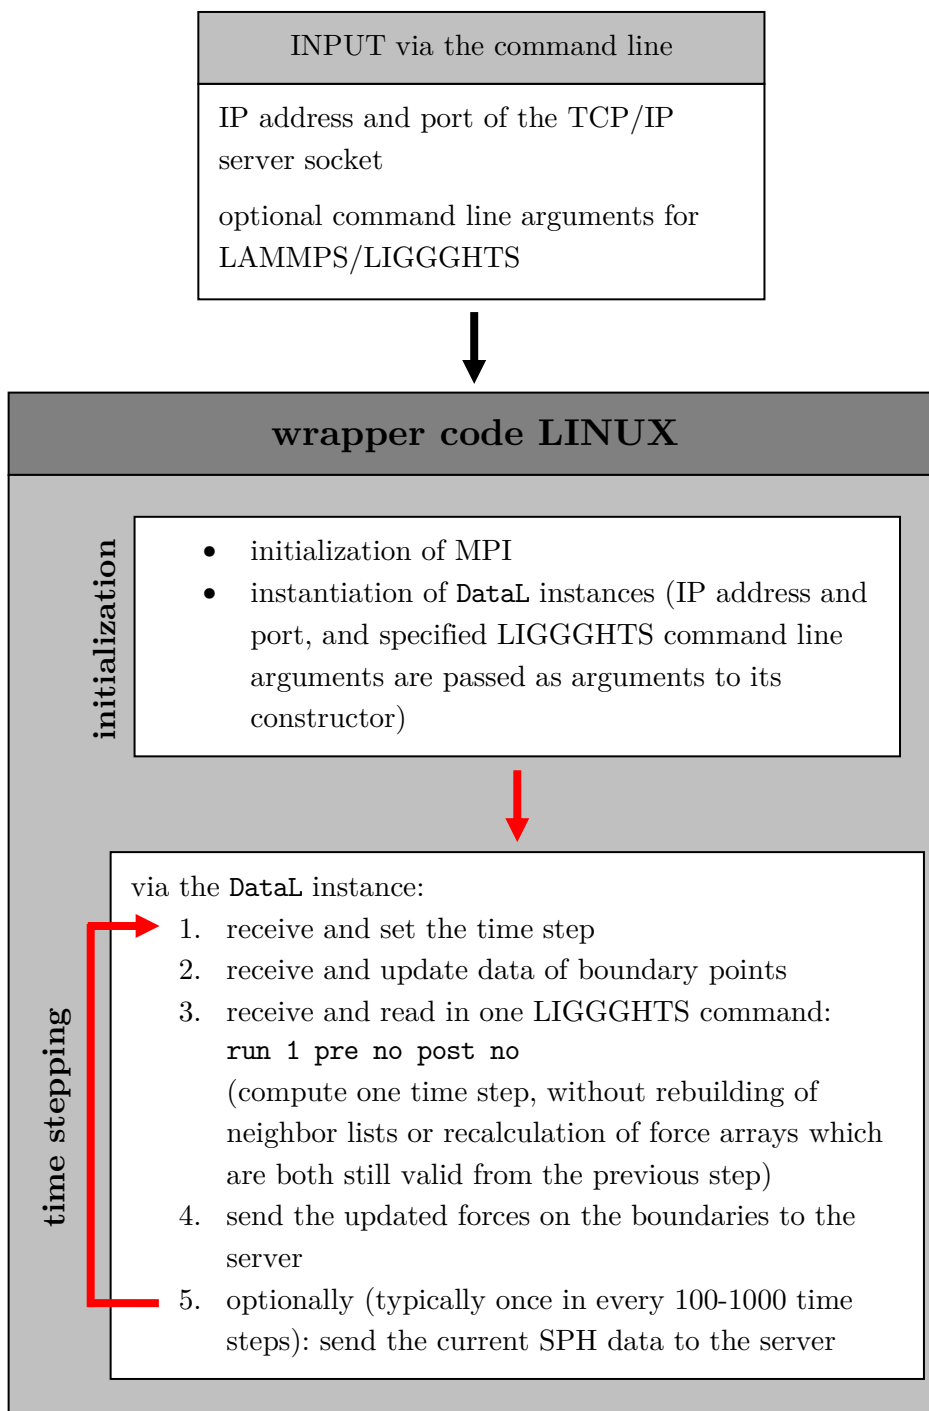 INPUT via the command line
IP address and port of the TCP/IP
server socket
optional command line arguments for
LAMMPS/LIGGGHTS
wrapper code LINUX
initialization
• initialization of MPI
• instantiation of DataL instances (IP address and
port, and specified LIGGGHTS command line
arguments are passed as arguments to its
constructor)
time stepping
via the DataL instance:
1. receive and set the time step
2. receive and update data of boundary points
3. receive and read in one LIGGGHTS command:
run 1 pre no post no
(compute one time step, without rebuilding of
neighbor lists or recalculation of force arrays which
are both still valid from the previous step)
4. send the updated forces on the boundaries to the
server
5. optionally (typically once in every 100-1000 time
steps): send the current SPH data to the server